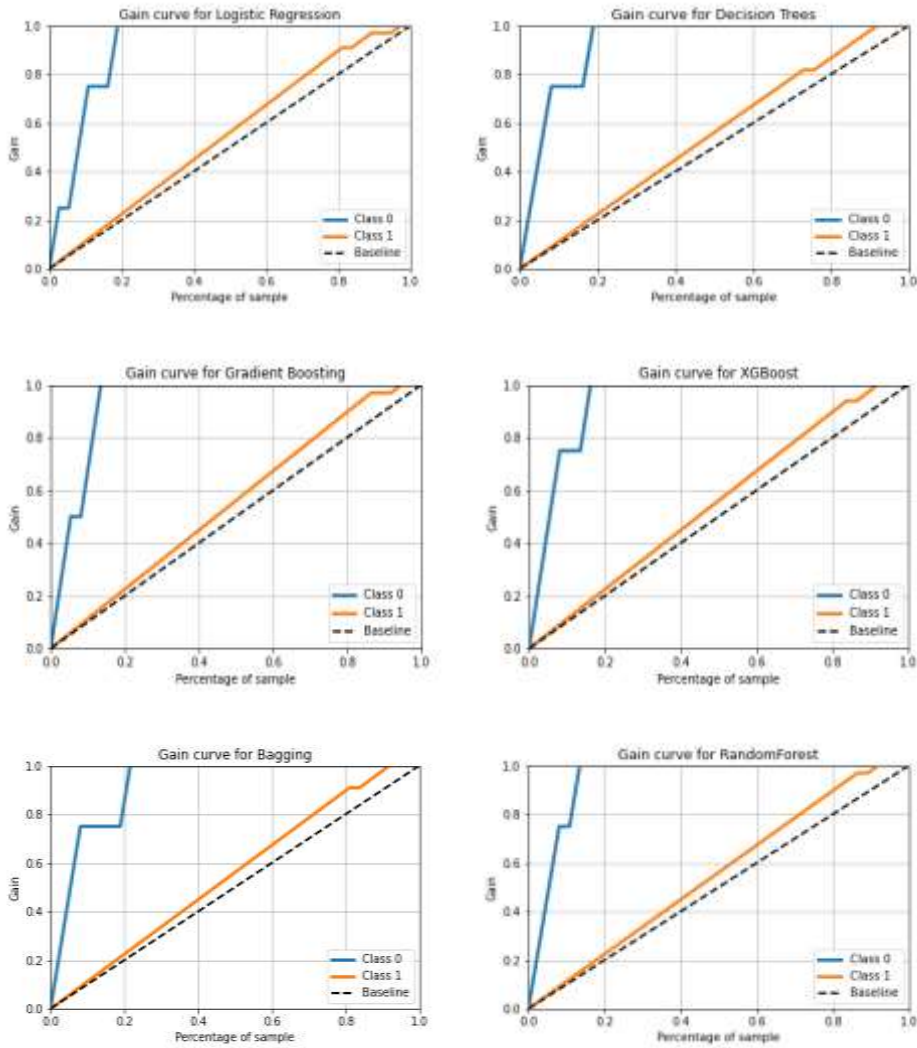 Gain curve for Logistic Regression
1.0
0.8
0.6
0.4
0.2
0.0
Gain
Class 0
Class 1
Baseline
0.0 0.2 0.4 0.6 0.8 1.0
Percentage of sample
Gain curve for Decision Trees
1.0
0.8
0.6
0.4
0.2
0.0
Gain
Class 0
Class 1
Baseline
0.0 0.2 0.4 0.6 0.8 1.0
Percentage of sample
Gain curve for Gradient Boosting
1.0
0.8
0.6
0.4
0.2
0.0
Gain
Class 0
Class 1
Baseline
0.0 0.2 0.4 0.6 0.8 1.0
Percentage of sample
Gain curve for XGBoost
1.0
0.8
0.6
0.4
0.2
0.0
Gain
Class 0
Class 1
Baseline
0.0 0.2 0.4 0.6 0.8 1.0
Percentage of sample
Gain curve for Bagging
1.0
0.8
0.6
0.4
0.2
0.0
Gain
Class 0
Class 1
Baseline
0.0 0.2 0.4 0.6 0.8 1.0
Percentage of sample
Gain curve for RandomForest
1.0
0.8
0.6
0.4
0.2
0.0
Gain
Class 0
Class 1
Baseline
0.0 0.2 0.4 0.6 0.8 1.0
Percentage of sample